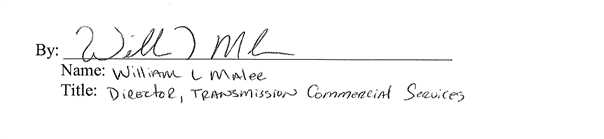 By:
Name: William L Malee
Title: Director, Transmission Commercial Services